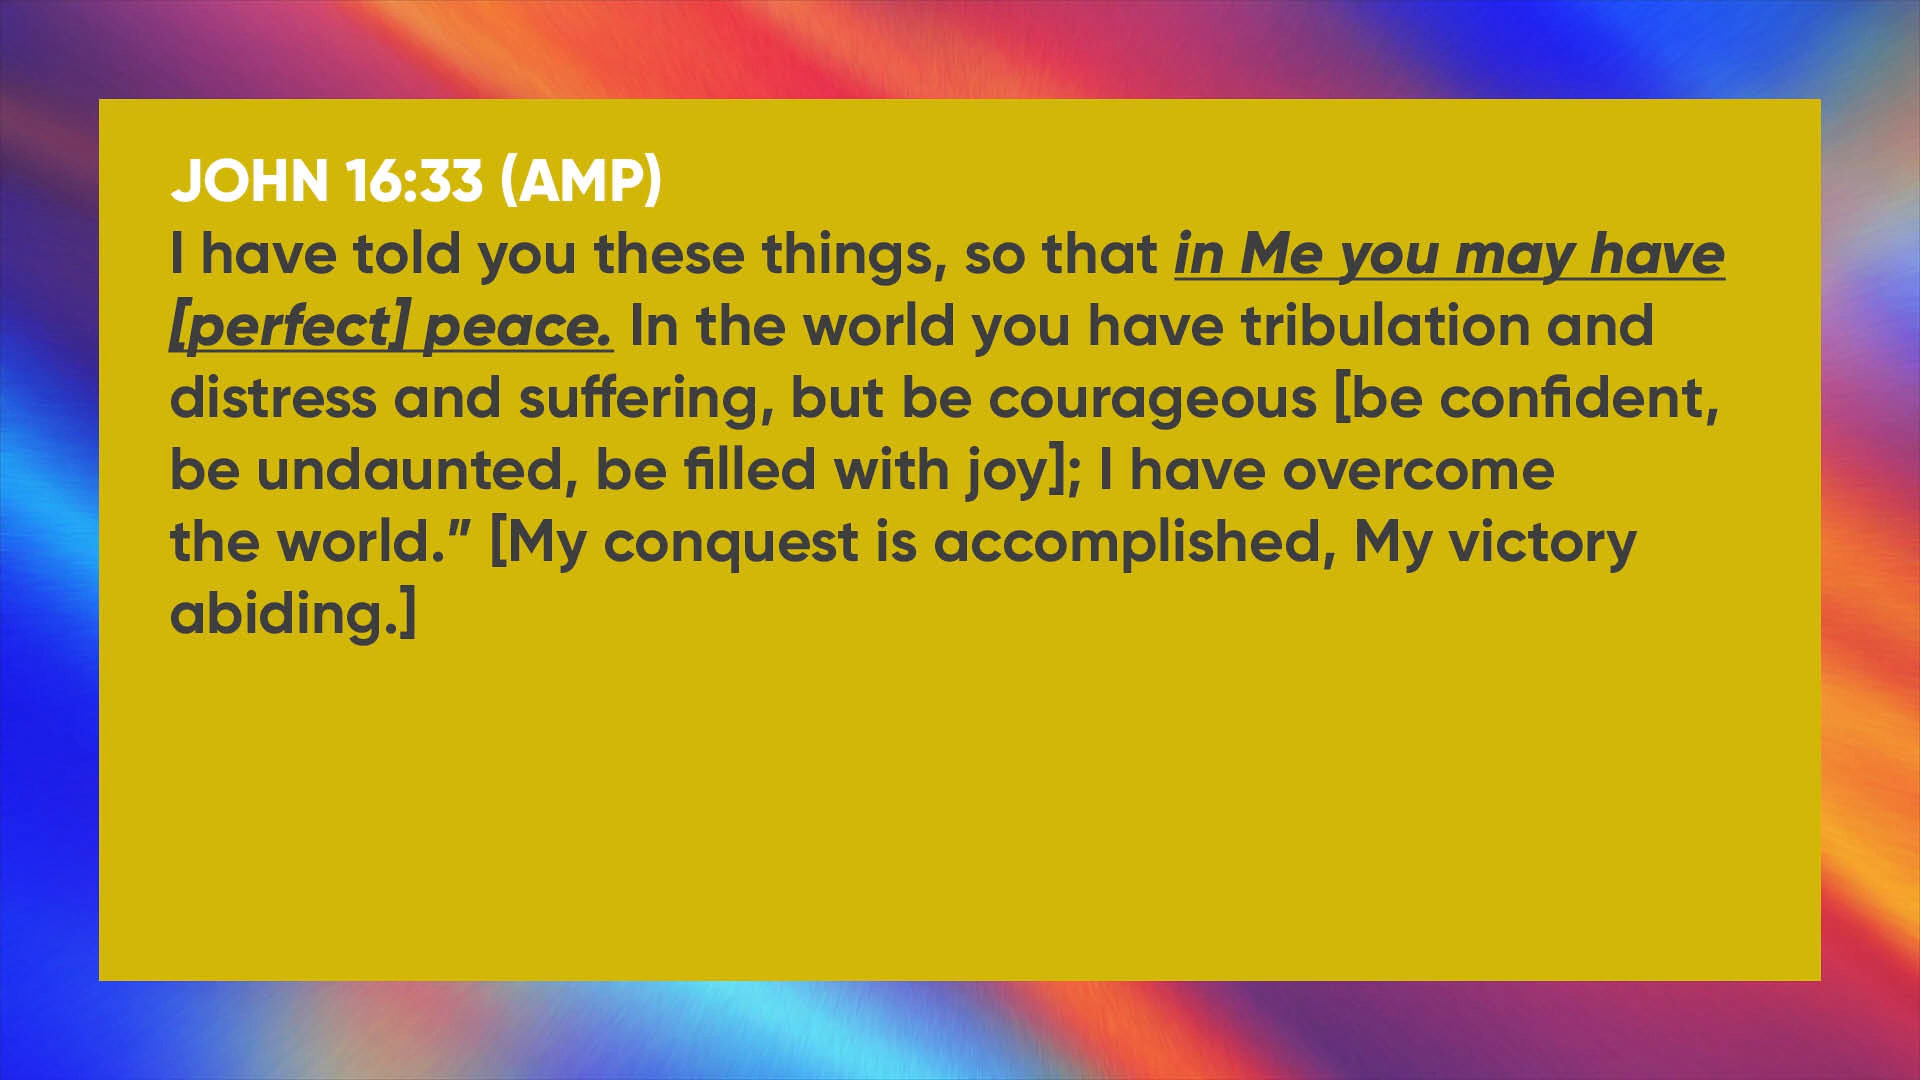 JOHN 16:33 (AMP)
I have told you these things, so that in Me you may have
[perfect] peace. In the world you have tribulation and
distress and suffering, but be courageous [be confident,
be undaunted, be filled with joy]; I have overcome
the world.” [My conquest is accomplished, My victory
abiding.]